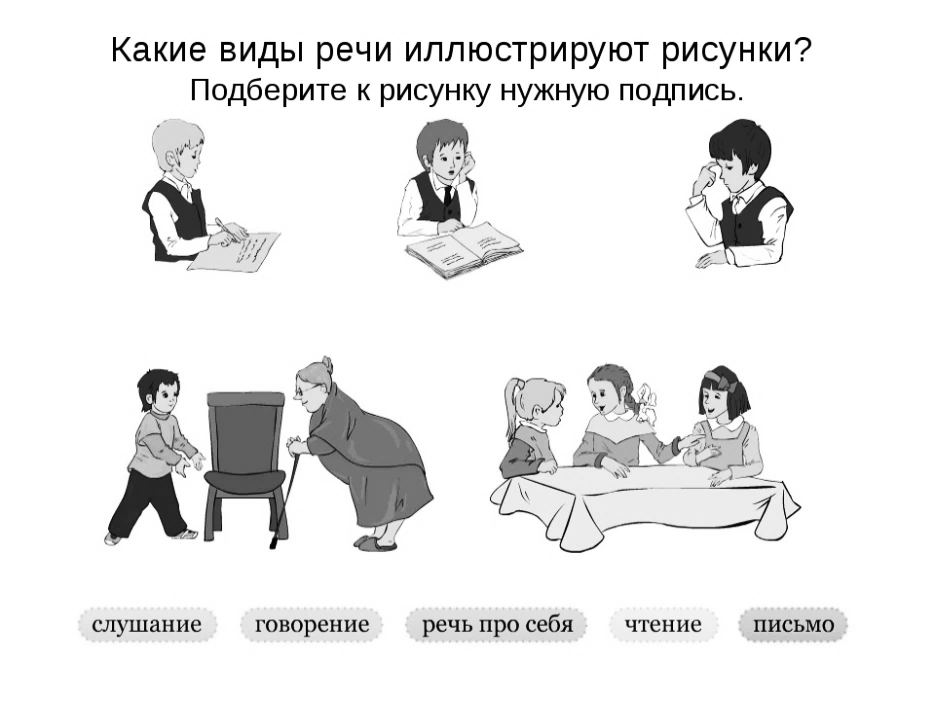 Какие виды речи иллюстрируют рисунки?
Подберите к рисунку нужную подпись.
слушание говорение речь про себя чтение письмо